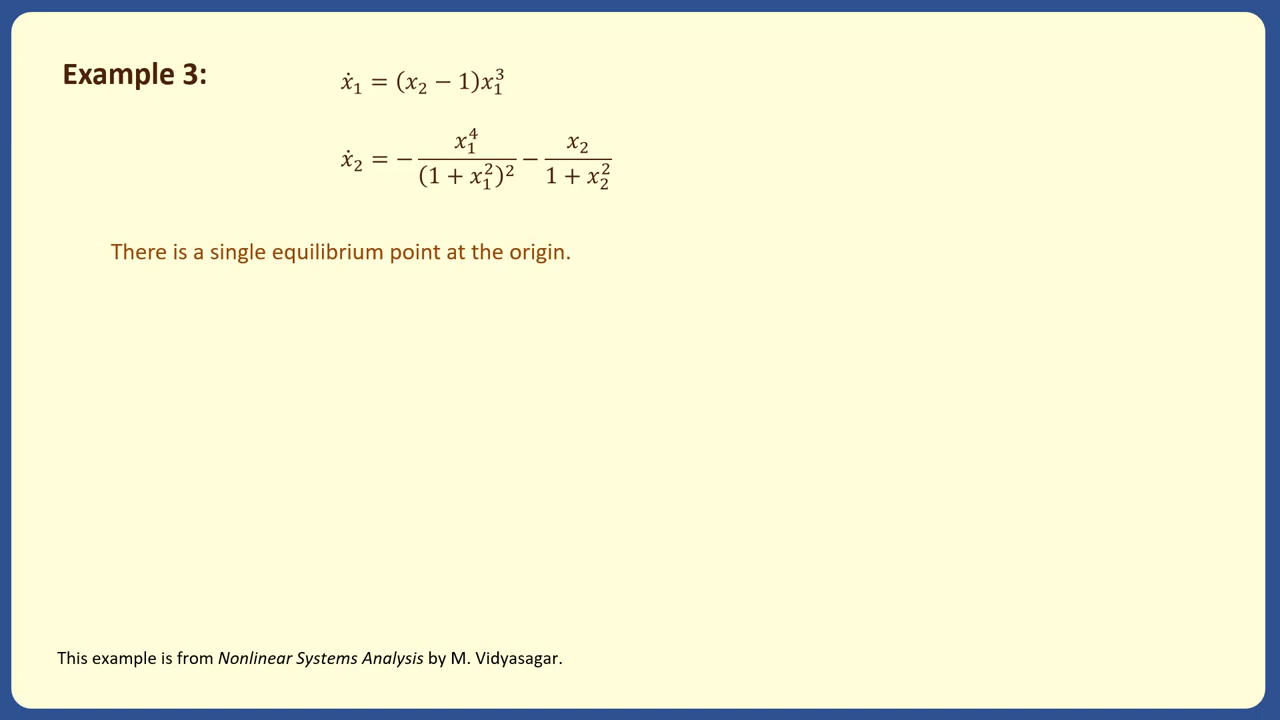 Example 3:
ẋ₁ = (x₂ − 1)x₁³
ẋ₂ = − x₁⁴/(1 + x₁²)² − x₂/(1 + x₂²)
There is a single equilibrium point at the origin.
This example is from Nonlinear Systems Analysis by M. Vidyasagar.